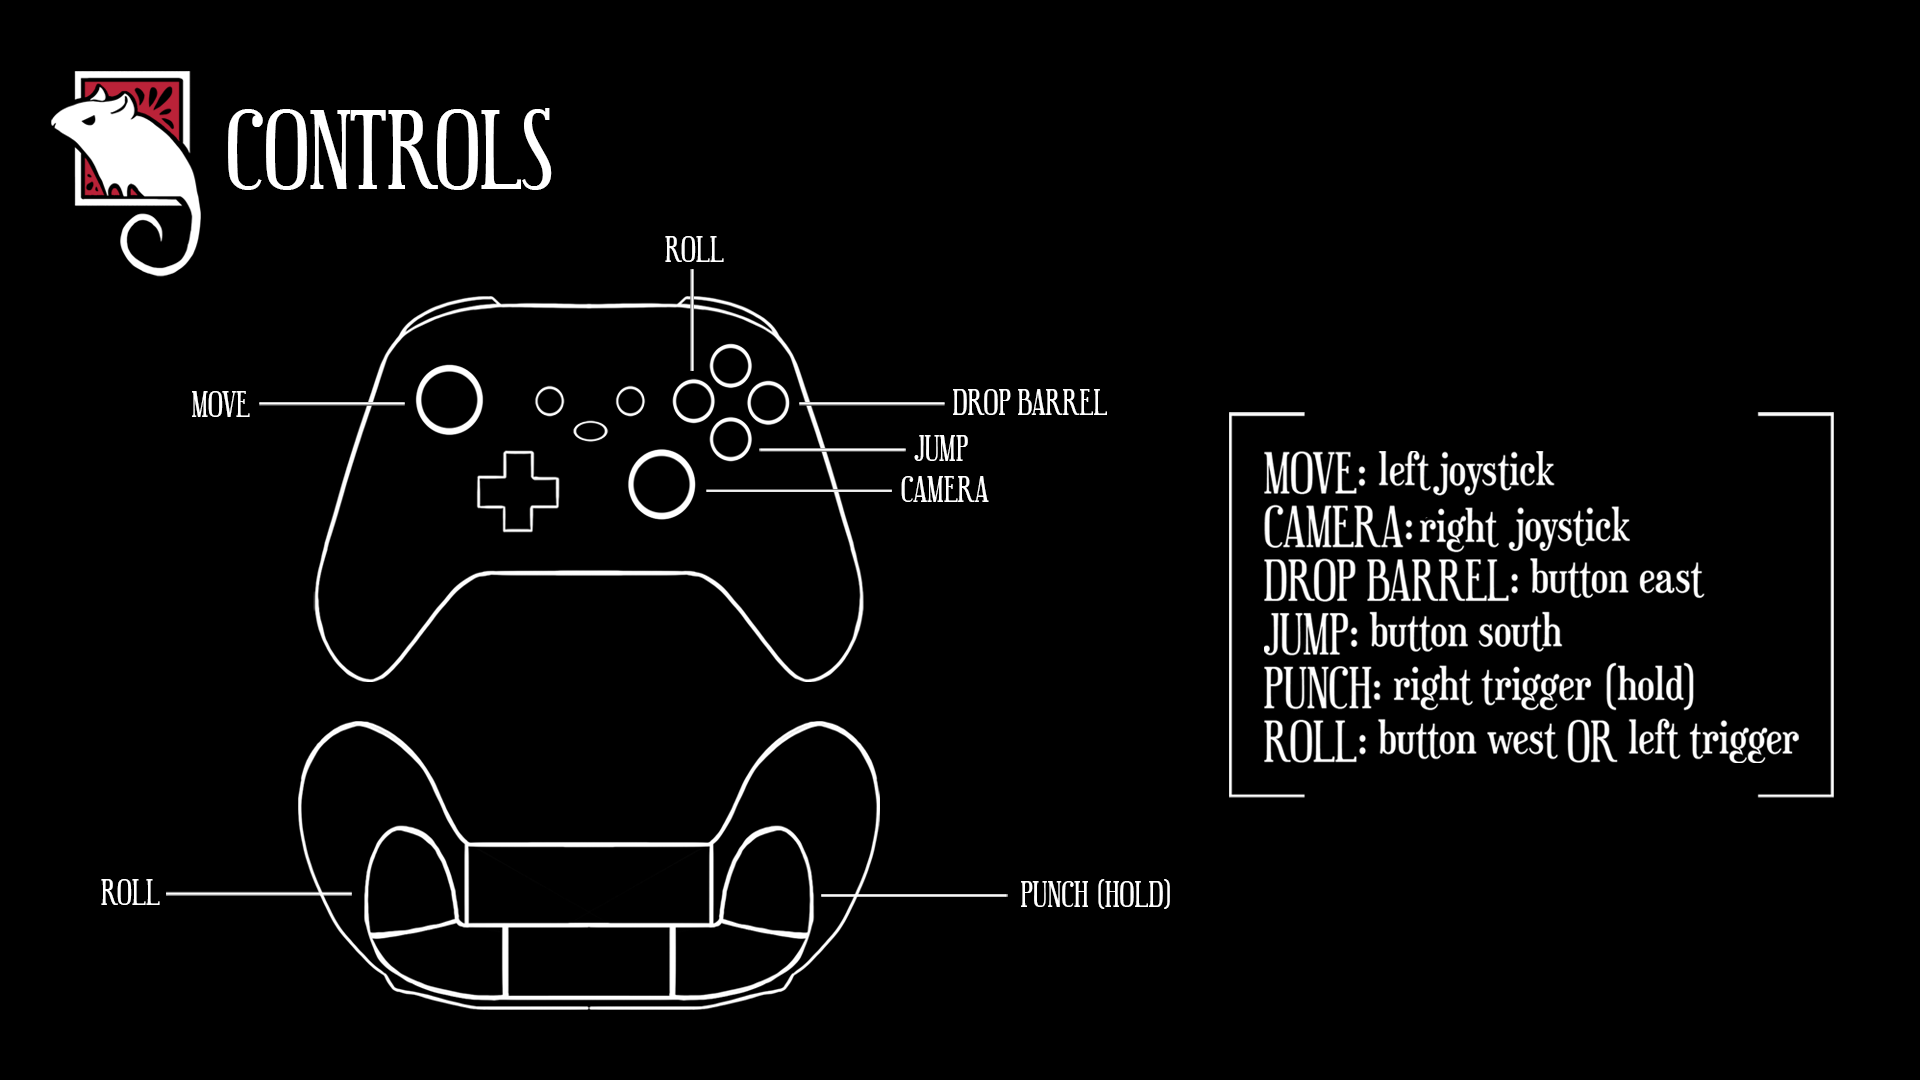 CONTROLS
ROLL
MOVE
DROP BARREL
JUMP
CAMERA
ROLL
PUNCH (HOLD)
MOVE: left joystick
CAMERA: right joystick
DROP BARREL: button east
JUMP: button south
PUNCH: right trigger (hold)
ROLL: button west OR left trigger